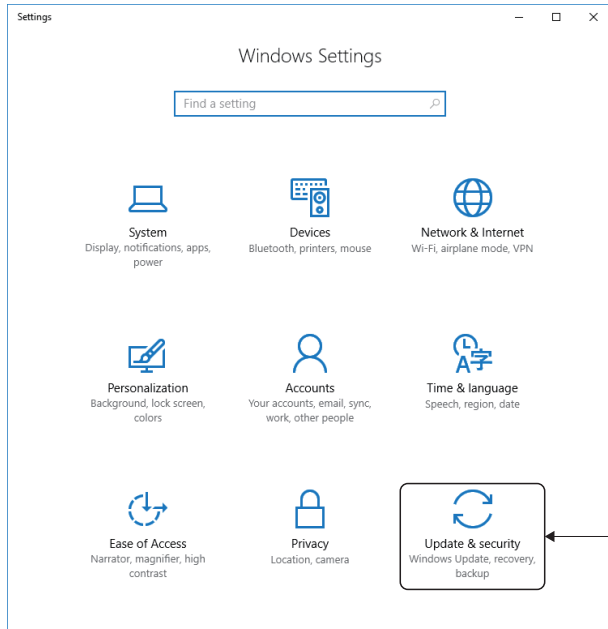 Settings
Windows Settings
Find a setting
System
Display, notifications, apps,
power
Devices
Bluetooth, printers, mouse
Network & Internet
Wi-Fi, airplane mode, VPN
Personalization
Background, lock screen,
colors
Accounts
Your accounts, email, sync,
work, other people
A字
Time & language
Speech, region, date
Ease of Access
Narrator, magnifier, high
contrast
Privacy
Location, camera
Update & security
Windows Update, recovery,
backup